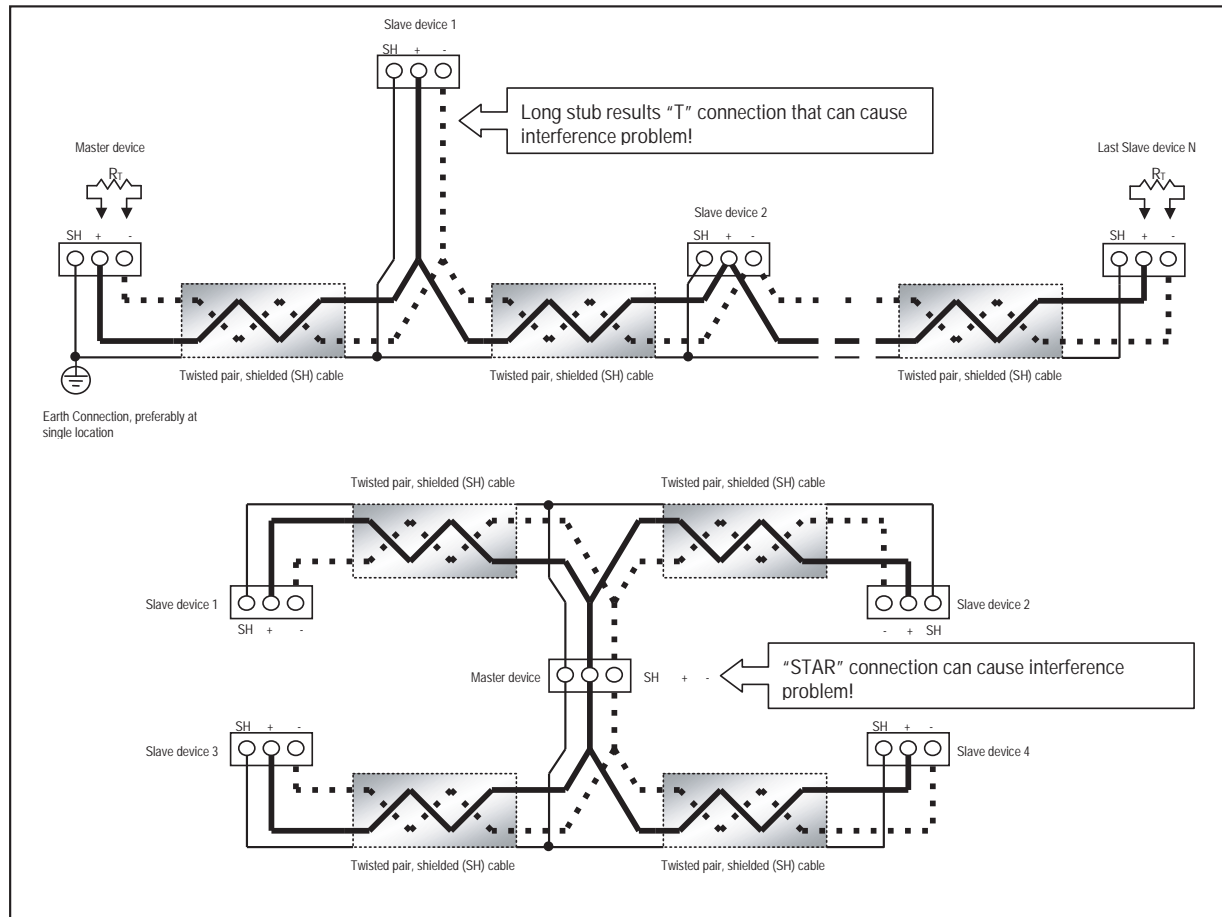 Slave device 1
SH + -
Long stub results "T" connection that can cause
interference problem!
Master device
RT
SH + -
Slave device 2
SH + -
Last Slave device N
RT
SH + -
Twisted pair, shielded (SH) cable
Twisted pair, shielded (SH) cable
Twisted pair, shielded (SH) cable
Earth Connection, preferably at
single location
Twisted pair, shielded (SH) cable
Twisted pair, shielded (SH) cable
Slave device 1
SH + -
Slave device 2
- + SH
Master device
SH + -
"STAR" connection can cause interference
problem!
SH + -
Slave device 3
SH + -
Slave device 4
Twisted pair, shielded (SH) cable
Twisted pair, shielded (SH) cable